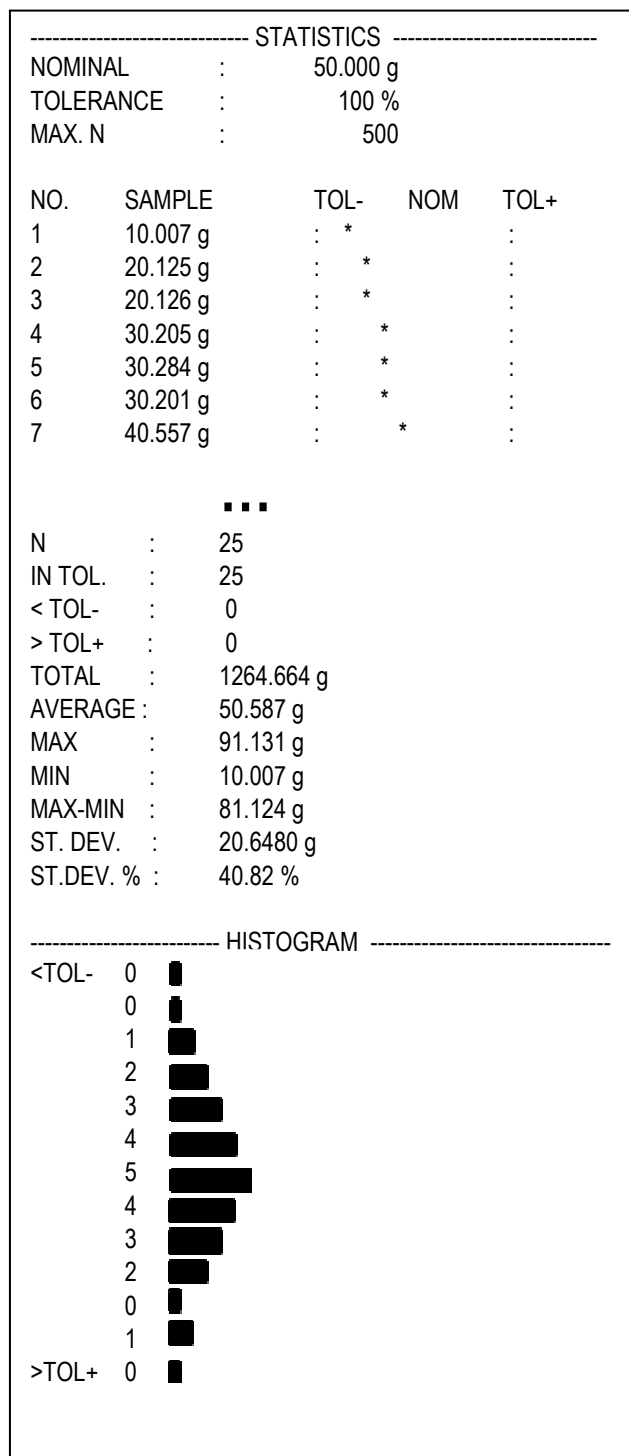 ------------------------------ STATISTICS ----------------------------
NOMINAL : 50.000 g
TOLERANCE : 100 %
MAX. N : 500
NO. SAMPLE TOL- NOM TOL+
1 10.007 g : * :
2 20.125 g : * :
3 20.126 g : * :
4 30.205 g : * :
5 30.284 g : * :
6 30.201 g : * :
7 40.557 g : * :
...
N : 25
IN TOL. : 25
< TOL- : 0
> TOL+ : 0
TOTAL : 1264.664 g
AVERAGE : 50.587 g
MAX : 91.131 g
MIN : 10.007 g
MAX-MIN : 81.124 g
ST. DEV. : 20.6480 g
ST.DEV. % : 40.82 %
-------------------------- HISTOGRAM ---------------------------------
<TOL- 0
0
1
2
3
4
5
4
3
2
0
1
>TOL+ 0